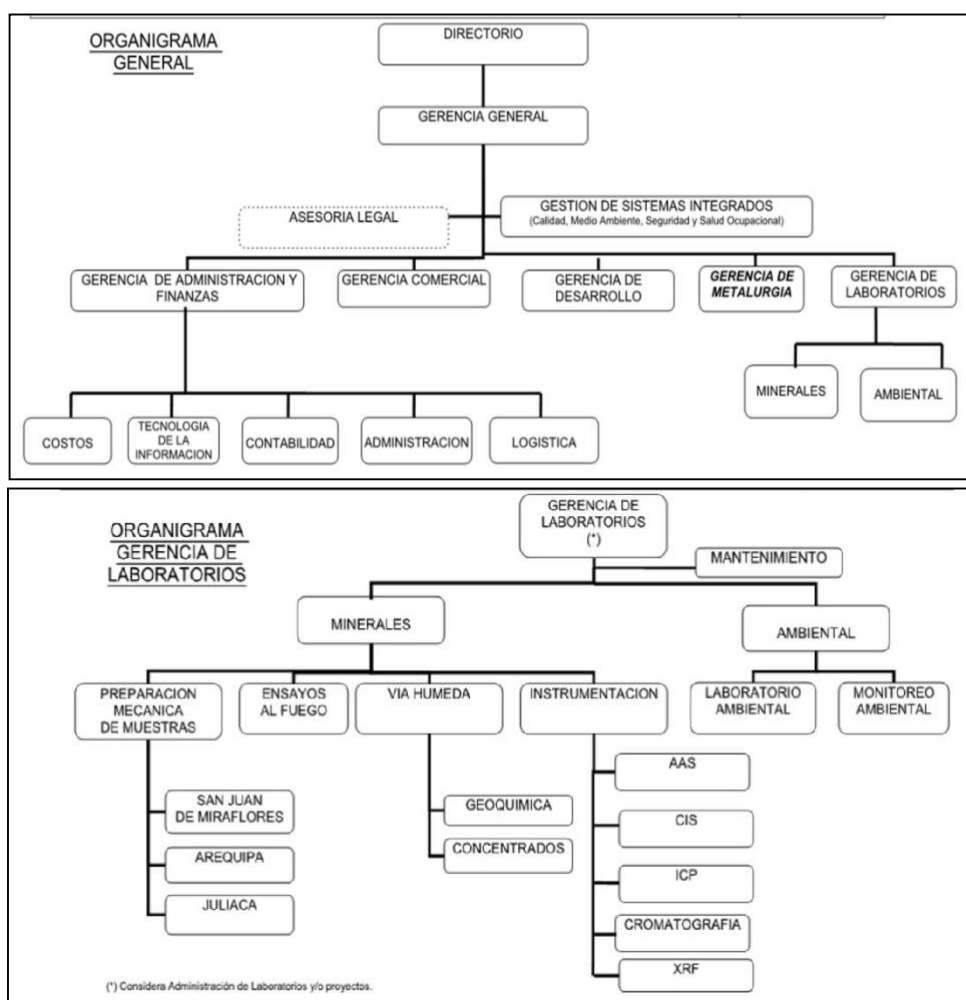 ORGANIGRAMA
GENERAL
DIRECTORIO
GERENCIA GENERAL
ASESORIA LEGAL
GESTION DE SISTEMAS INTEGRADOS
(Calidad, Medio Ambiente, Seguridad y Salud Ocupacional)
GERENCIA DE ADMINISTRACION Y
FINANZAS
GERENCIA COMERCIAL
GERENCIA DE
DESARROLLO
GERENCIA DE
METALURGIA
GERENCIA DE
LABORATORIOS
MINERALES
AMBIENTAL
COSTOS
TECNOLOGIA
DE LA
INFORMACION
CONTABILIDAD
ADMINISTRACION
LOGISTICA
ORGANIGRAMA
GERENCIA DE
LABORATORIOS
GERENCIA DE
LABORATORIOS
(*)
MANTENIMIENTO
MINERALES
AMBIENTAL
PREPARACION
MECANICA
DE MUESTRAS
ENSAYOS
AL FUEGO
VIA HUMEDA
INSTRUMENTACION
LABORATORIO
AMBIENTAL
MONITOREO
AMBIENTAL
SAN JUAN
DE MIRAFLORES
AREQUIPA
JULIACA
GEOQUIMICA
CONCENTRADOS
AAS
CIS
ICP
CROMATOGRAFIA
XRF
(*) Considera Administración de Laboratorios y/o proyectos.